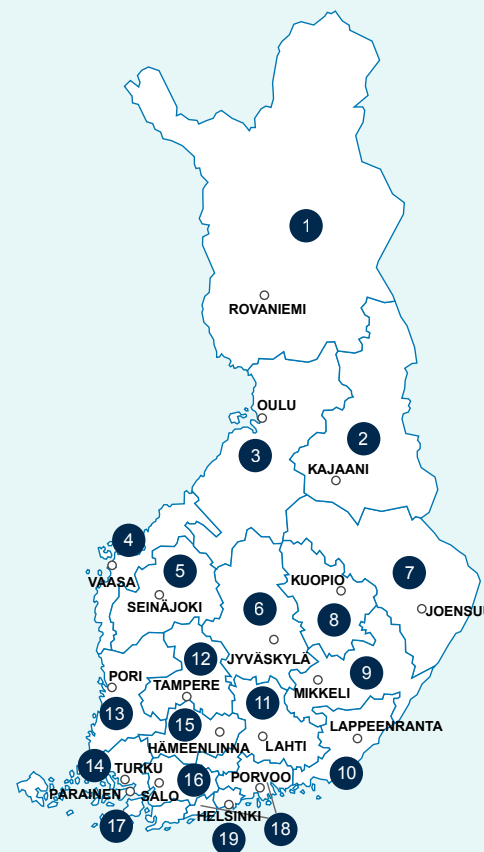 1
ROVANIEMI
OULU
2
3
KAJAANI
4
VAASA
5
SEINÄJOKI
KUOPIO
7
6
8
JOENSUU
JYVÄSKYLÄ
12
9
PORI
TAMPERE
MIKKELI
13
11
15
HÄMEENLINNA
LAHTI
LAPPEENRANTA
14
TURKU
16
PORVOO
10
PARAINEN
SALO
HELSINKI
17
19
18